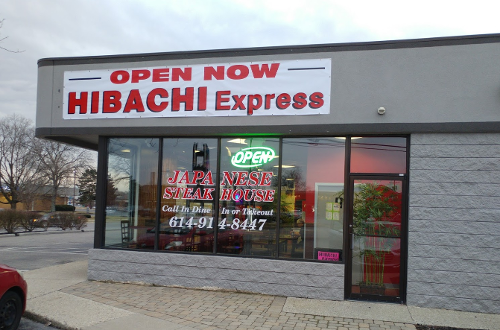 OPEN NOW
HIBACHI Express
OPEN
JAPANESE
STEAK HOUSE
Call In Dine In or Takeout
614-914-8447